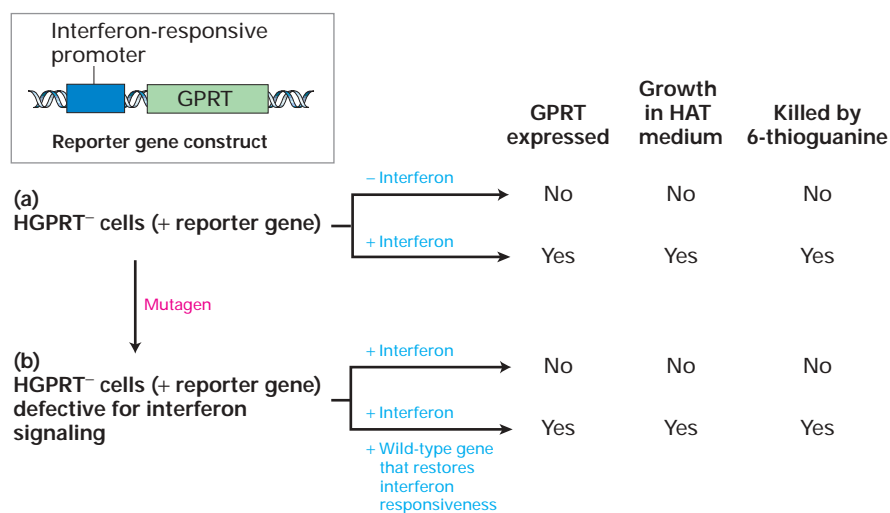 Interferon-responsive
promoter
GPRT
Reporter gene construct
GPRT
expressed
Growth
in HAT
medium
Killed by
6-thioguanine
(a)
HGPRT⁻ cells (+ reporter gene)
– Interferon
No No No
+ Interferon
Yes Yes Yes
Mutagen
(b)
HGPRT⁻ cells (+ reporter gene)
defective for interferon
signaling
+ Interferon
No No No
+ Interferon
Yes Yes Yes
+ Wild-type gene
that restores
interferon
responsiveness